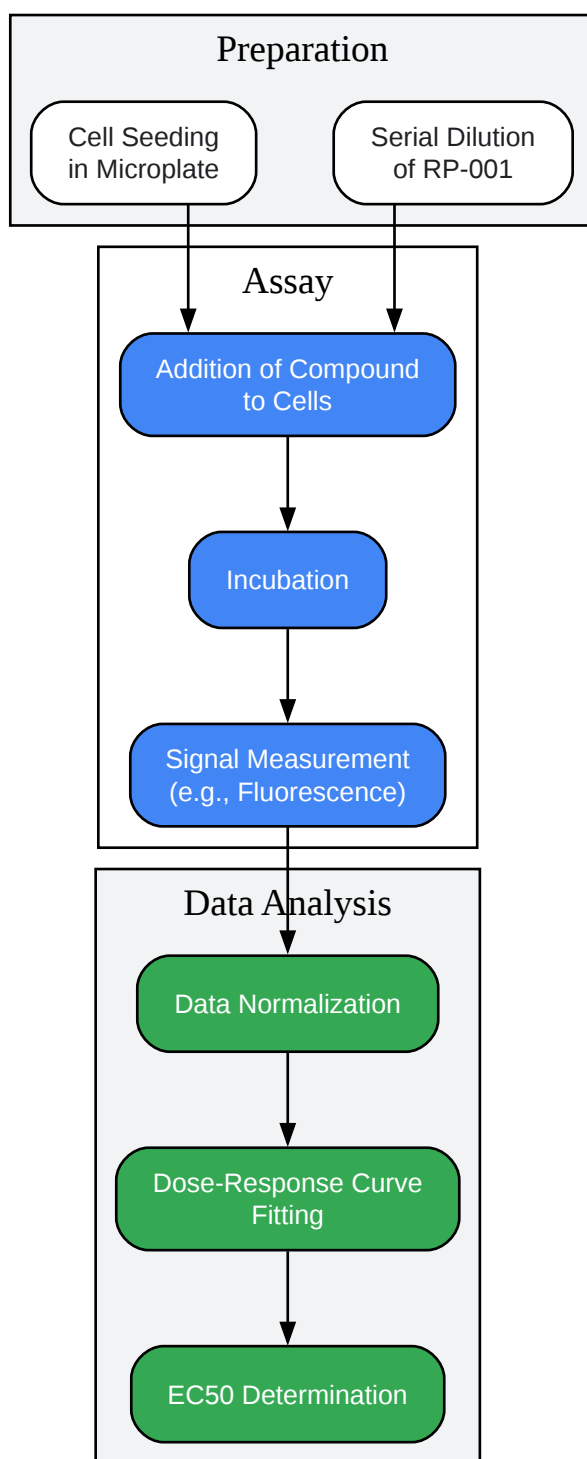 Preparation
Cell Seeding
in Microplate
Serial Dilution
of RP-001
Assay
Addition of Compound
to Cells
Incubation
Signal Measurement
(e.g., Fluorescence)
Data Analysis
Data Normalization
Dose-Response Curve
Fitting
EC50 Determination